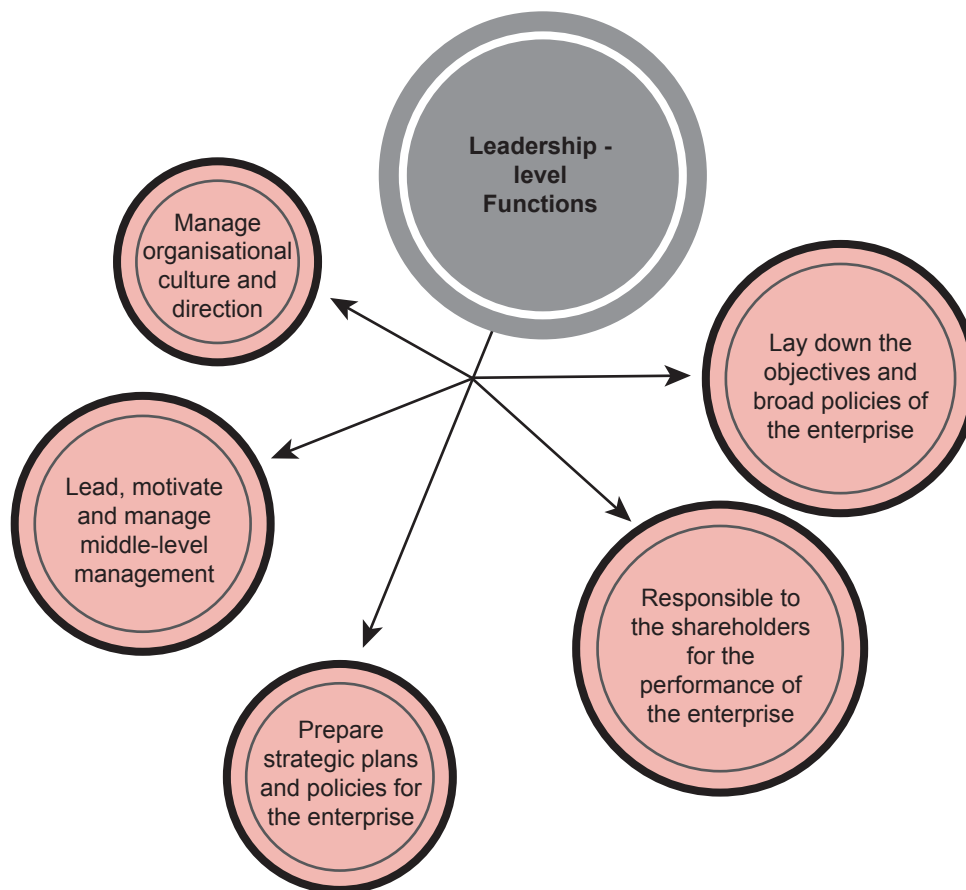 Leadership -
level
Functions
Manage
organisational
culture and
direction
Lay down the
objectives and
broad policies of
the enterprise
Lead, motivate
and manage
middle-level
management
Responsible to
the shareholders
for the
performance of
the enterprise
Prepare
strategic plans
and policies for
the enterprise